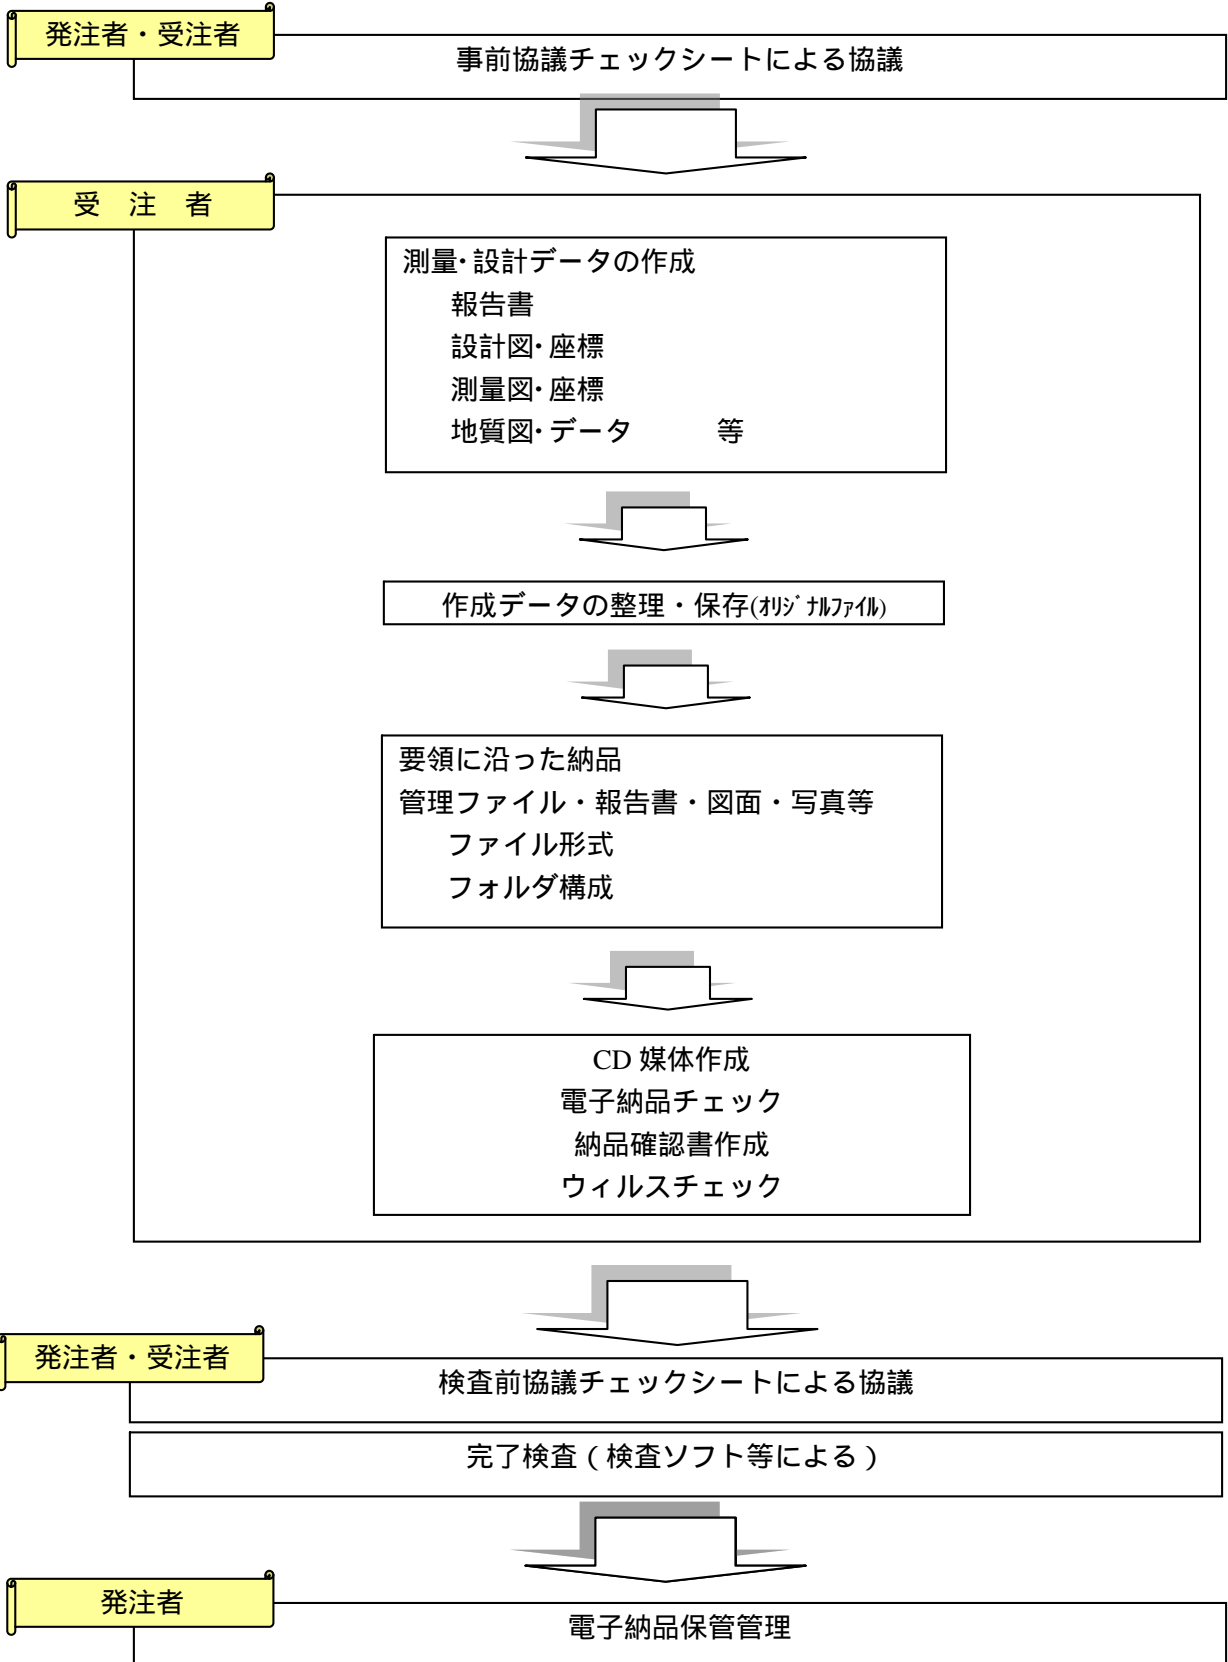 発注者・受注者
事前協議チェックシートによる協議
受　注　者
測量・設計データの作成
報告書
設計図・座標
測量図・座標
地質図・データ　　　等
作成データの整理・保存(ｵﾘｼﾞﾅﾙﾌｧｲﾙ)
要領に沿った納品
管理ファイル・報告書・図面・写真等
ファイル形式
フォルダ構成
CD 媒体作成
電子納品チェック
納品確認書作成
ウィルスチェック
発注者・受注者
検査前協議チェックシートによる協議
完了検査（検査ソフト等による）
発注者
電子納品保管管理